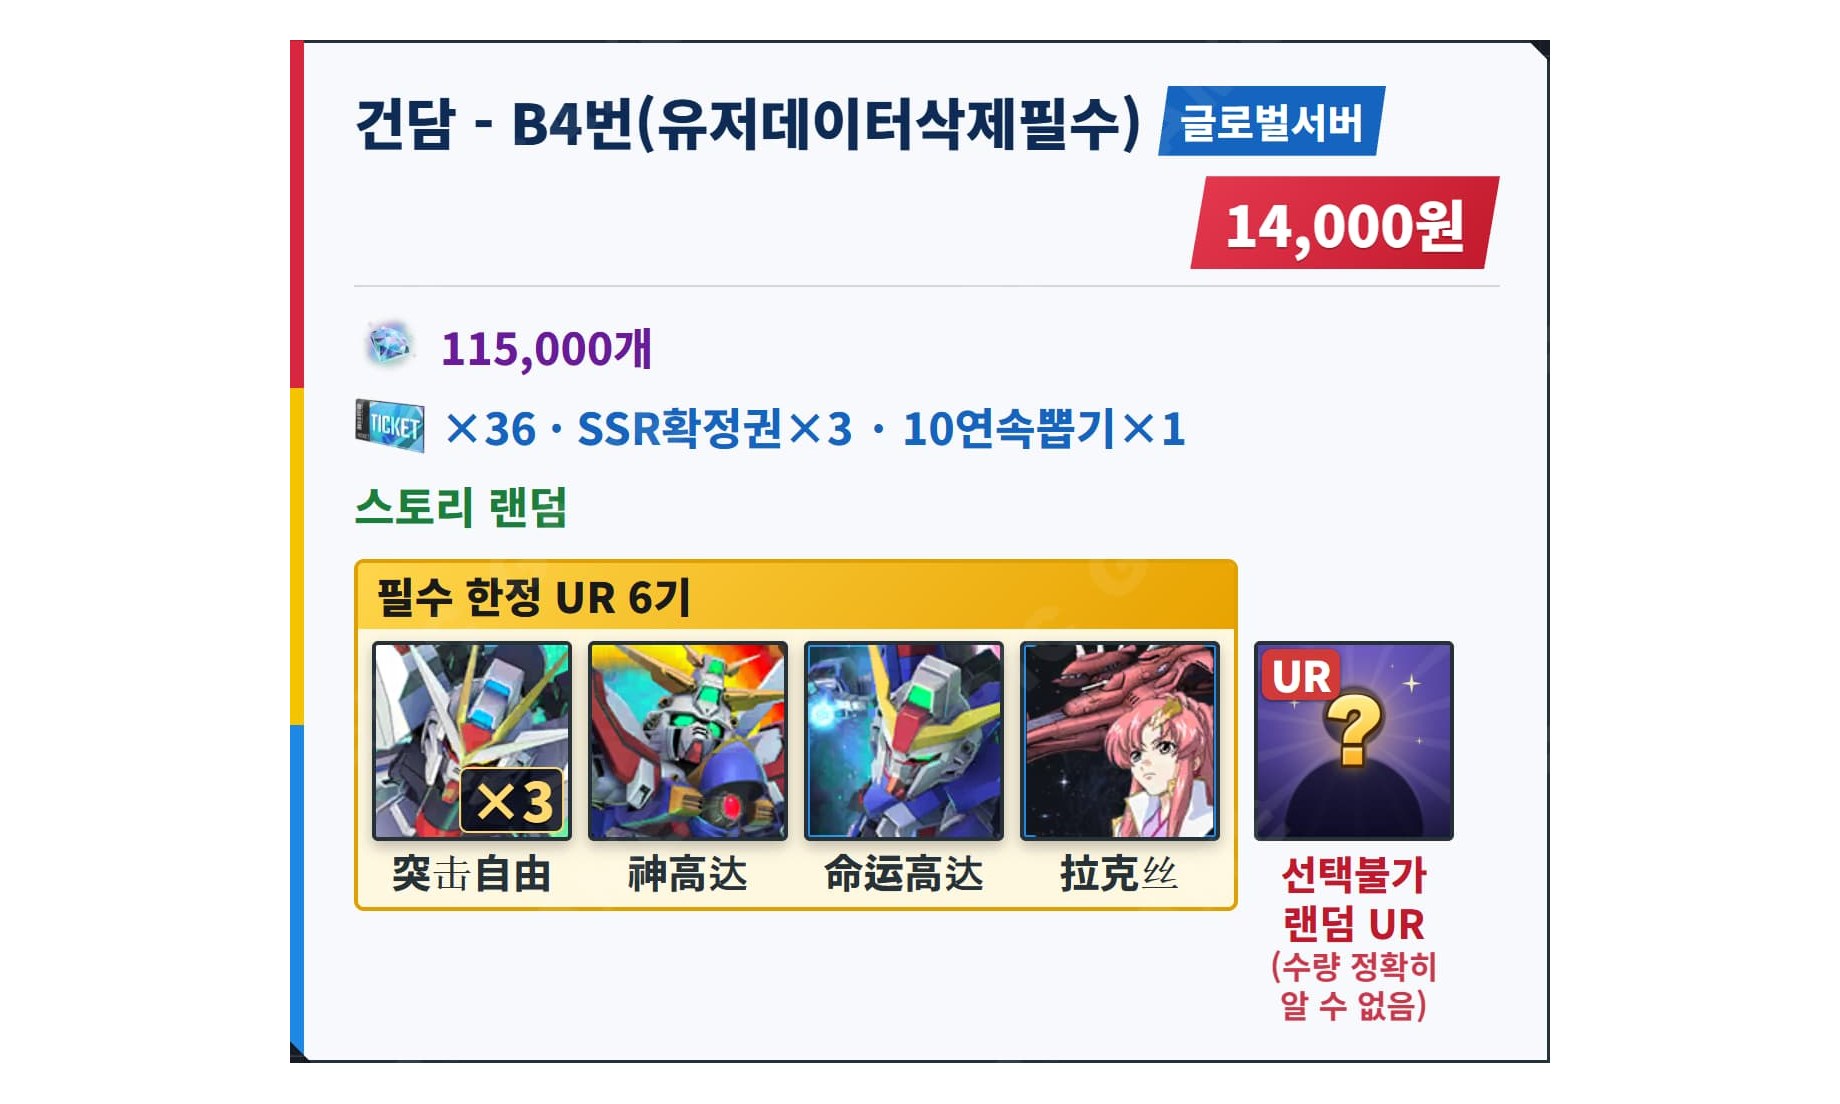 건담 - B4번(유저데이터삭제필수) 글로벌서버
14,000원
115,000개
TICKET ×36 · SSR확정권×3 · 10연속뽑기×1
스토리 랜덤
필수 한정 UR 6기
×3
UR
?
突击自由 神高达 命运高达 拉克丝
선택불가
랜덤 UR
(수량 정확히
알 수 없음)